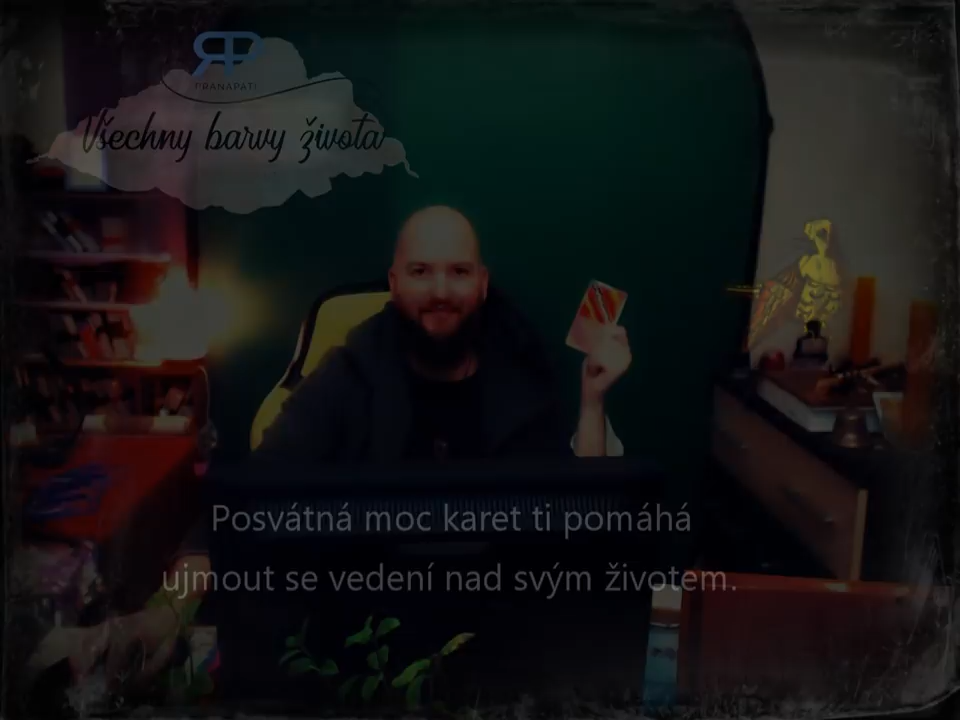 PRANAPATI
Všechny barvy života
Posvátná moc karet ti pomáhá
ujmout se vedení nad svým životem.